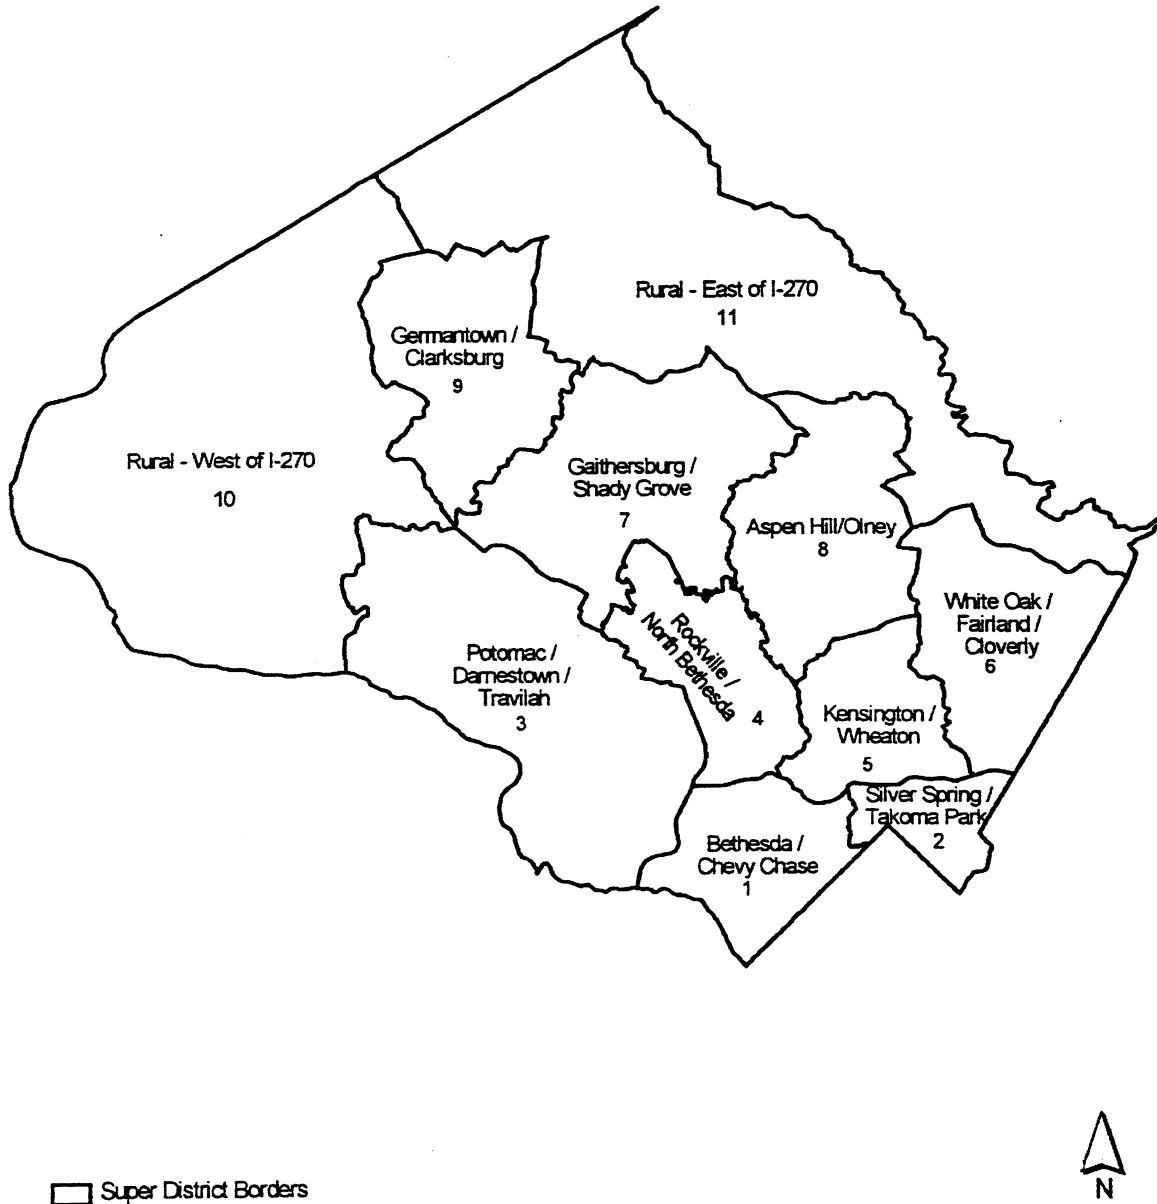 Rural - East of I-270
11
Germantown /
Clarksburg
9
Rural - West of I-270
10
Gaithersburg /
Shady Grove
7
Aspen Hill/Olney
8
White Oak /
Fairland /
Cloverly
6
Rockville /
North Bethesda
4
Potomac /
Darnestown /
Travilah
3
Kensington /
Wheaton
5
Silver Spring /
Takoma Park
2
Bethesda /
Chevy Chase
1
N
Super District Borders